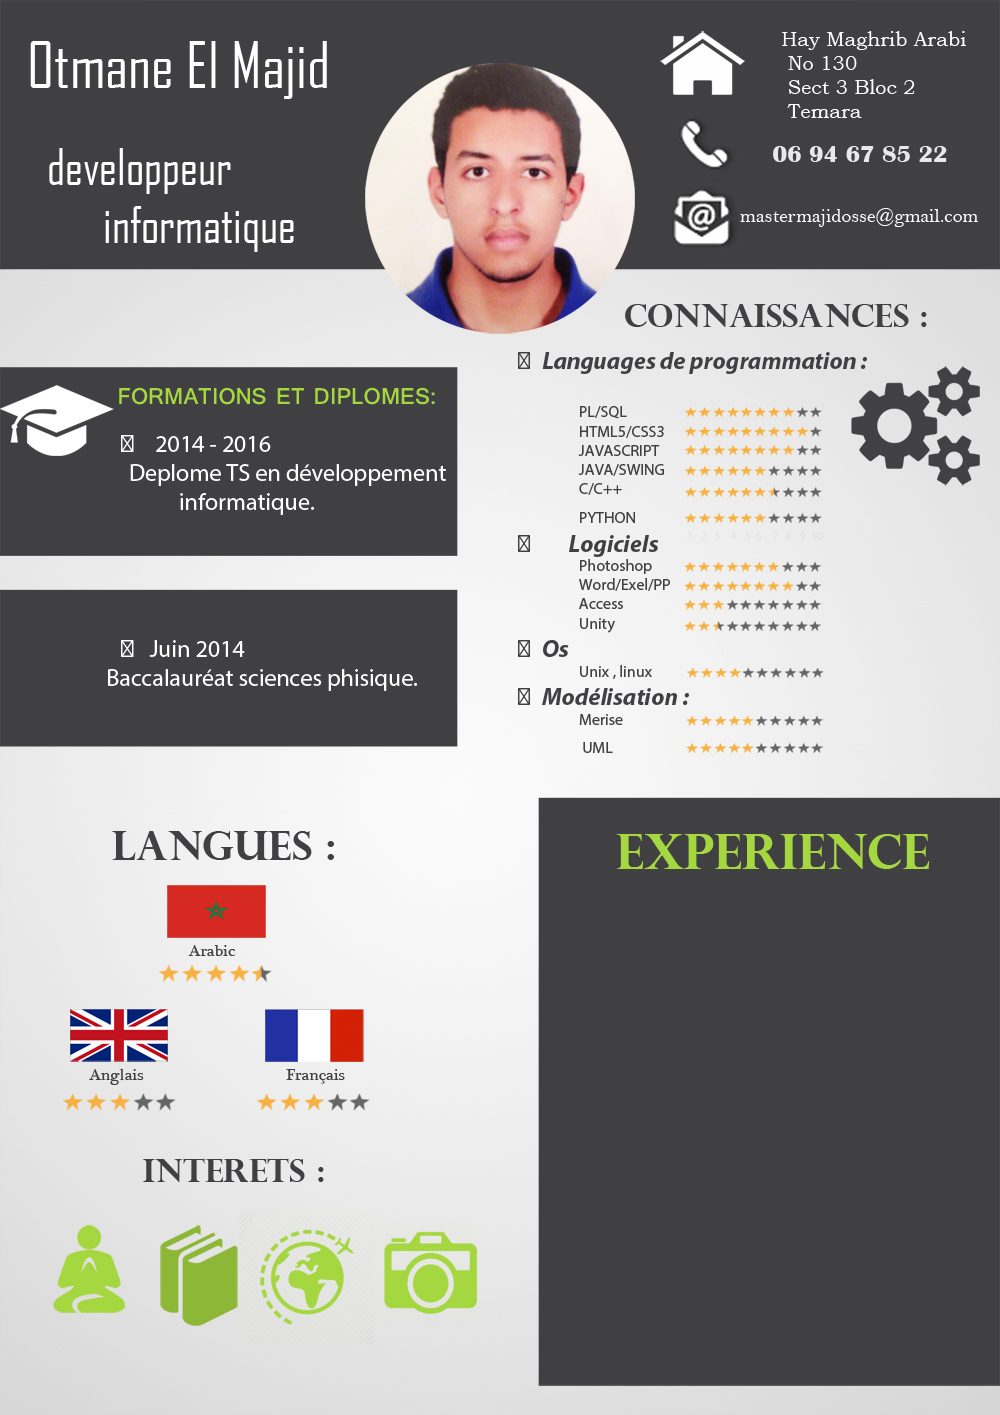 Otmane El Majid
developpeur
informatique
Hay Maghrib Arabi
No 130
Sect 3 Bloc 2
Temara
06 94 67 85 22
mastermajidosse@gmail.com
FORMATIONS ET DIPLOMES:
2014 - 2016
Deplome TS en développement
informatique.
Juin 2014
Baccalauréat sciences phisique.
CONNAISSANCES :
Languages de programmation :
PL/SQL
HTML5/CSS3
JAVASCRIPT
JAVA/SWING
C/C++
PYTHON
1 2 3 4 5 6 7 8 9 10
Logiciels
Photoshop
Word/Exel/PP
Access
Unity
Os
Unix , linux
Modélisation :
Merise
UML
LANGUES :
Arabic
Anglais
Français
INTERETS :
EXPERIENCE